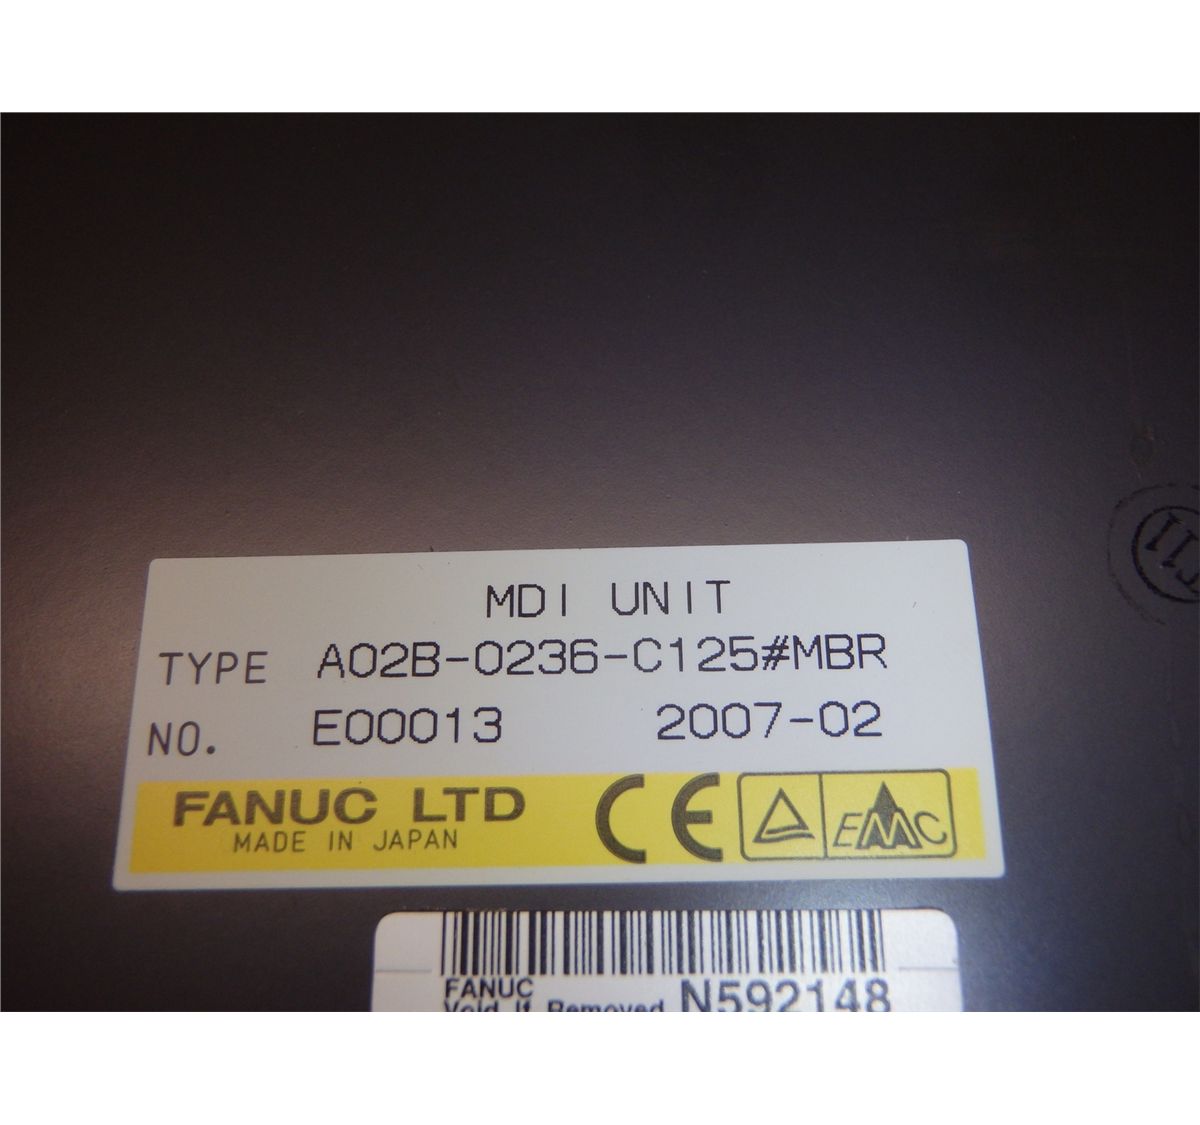 MDI UNIT
TYPE A02B-0236-C125#MBR
NO. E00013 2007-02
FANUC LTD
MADE IN JAPAN
CE EMC
FANUC
Void If Removed N592148